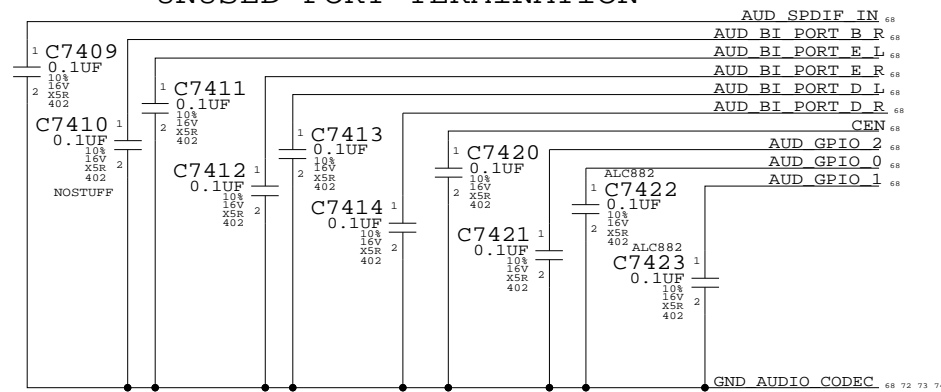 UNUSED PORT TERMINATION
AUD_SPDIF_IN 68
AUD_BI_PORT_B_R 68
AUD_BI_PORT_E_L 68
AUD_BI_PORT_E_R 68
AUD_BI_PORT_D_L 68
AUD_BI_PORT_D_R 68
CEN 68
AUD_GPIO_2 68
AUD_GPIO_0 68
AUD_GPIO_1 68
1 C7409
0.1UF
10%
16V
2 X5R
402
C7410 1
0.1UF
10%
16V
X5R 2
402
NOSTUFF
1 C7411
0.1UF
10%
16V
2 X5R
402
C7412 1
0.1UF
10%
16V
X5R 2
402
1 C7413
0.1UF
10%
16V
2 X5R
402
C7414 1
0.1UF
10%
16V
X5R 2
402
1 C7420
0.1UF
10%
16V
2 X5R
402
C7421 1
0.1UF
10%
16V
X5R 2
402
ALC882
1 C7422
0.1UF
10%
16V
2 X5R
402
ALC882
C7423 1
0.1UF
10%
16V
X5R 2
402
GND_AUDIO_CODEC 68 72 73 74